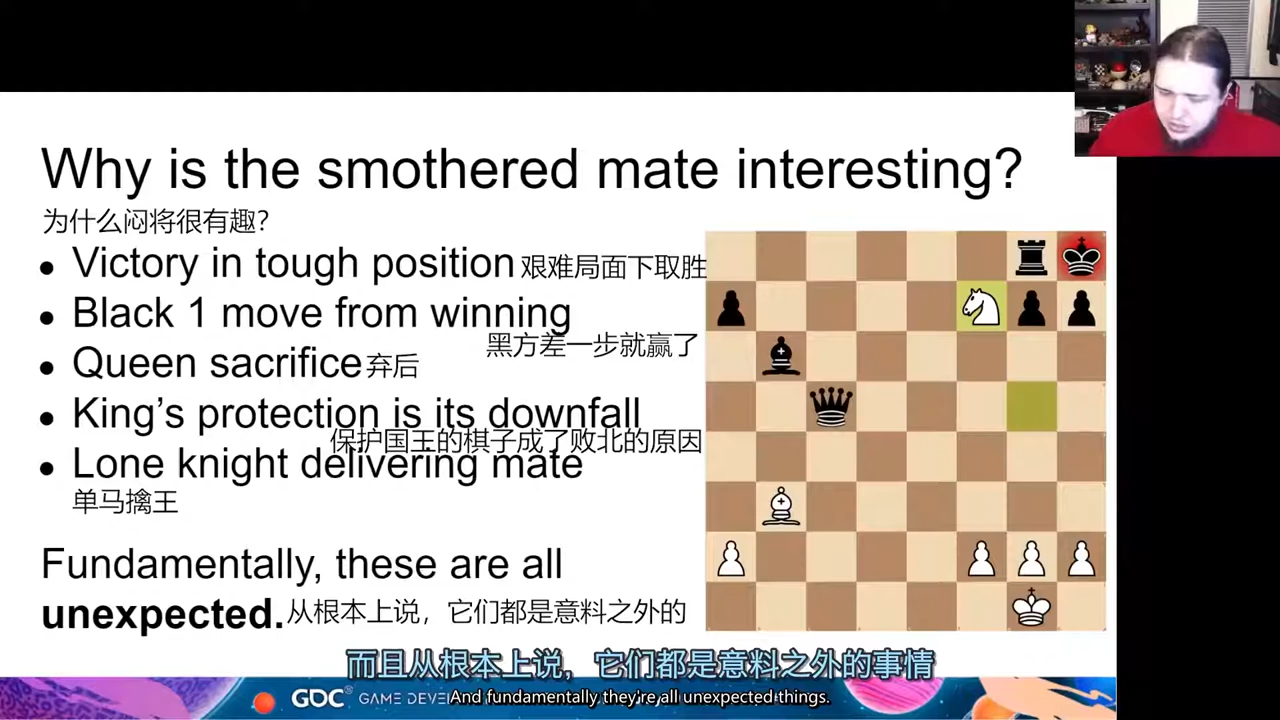 Why is the smothered mate interesting?
为什么闷将很有趣?
• Victory in tough position 艰难局面下取胜
• Black 1 move from winning
黑方差一步就赢了
• Queen sacrifice 弃后
• King's protection is its downfall
保护国王的棋子成了败北的原因
• Lone knight delivering mate
单马擒王
Fundamentally, these are all
unexpected. 从根本上说，它们都是意料之外的
而且从根本上说，它们都是意料之外的事情
GDC GAME DEVE
And fundamentally they're all unexpected things.